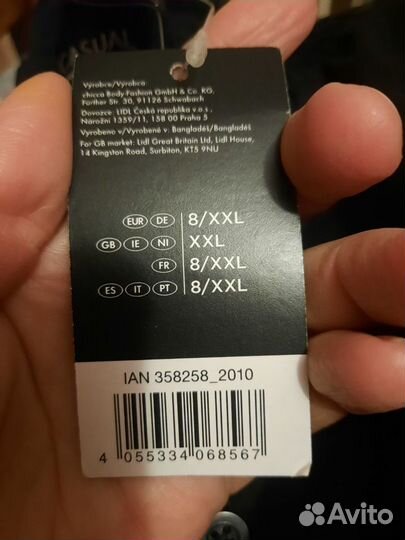 CASUAL
Výrobce/Výrobca
chicca Body-Fashion GmbH & Co. KG,
Further Str. 30, 91126 Schwabach
Dovozce: LIDL Česká republika v.o.s.,
Nárožní 1359/11, 158 00 Praha 5
Vyrobeno v/Vyrobené v: Bangladéš/Bangladéš
For GB market: Lidl Great Britain Ltd, Lidl House,
14 Kingston Road, Surbiton, KT5 9NU
EUR DE 8/XXL
GB IE NI XXL
FR 8/XXL
ES IT PT 8/XXL
IAN 358258_2010
4 055334 068567
Avito